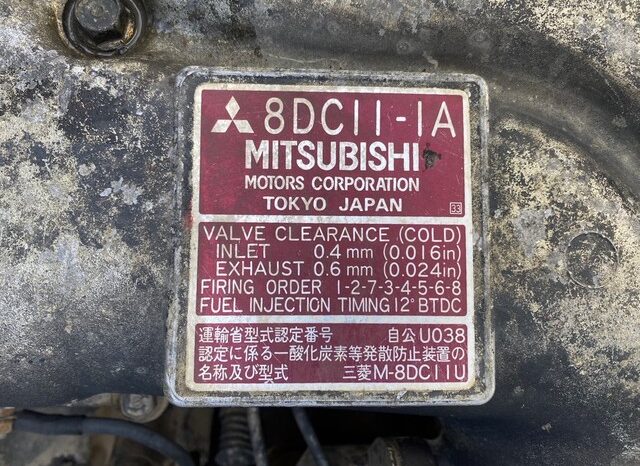 8DC11-1A
MITSUBISHI
MOTORS CORPORATION
TOKYO JAPAN
33
VALVE CLEARANCE (COLD)
INLET 0.4 mm (0.016in)
EXHAUST 0.6 mm (0.024in)
FIRING ORDER 1-2-7-3-4-5-6-8
FUEL INJECTION TIMING 12° BTDC
運輸省型式認定番号 自公U038
認定に係る一酸化炭素等発散防止装置の
名称及び型式 三菱M-8DC11U